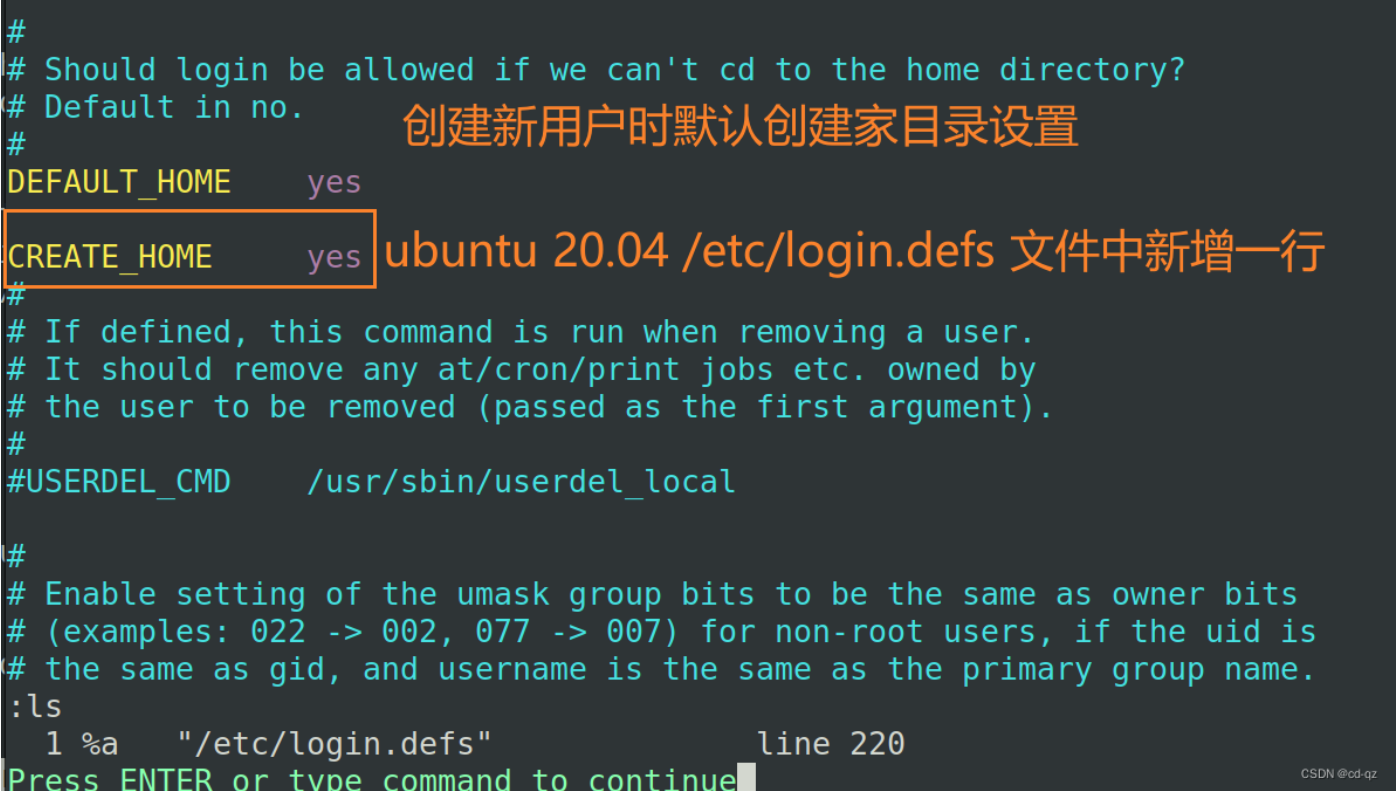 #
# Should login be allowed if we can't cd to the home directory?
# Default in no.
创建新用户时默认创建家目录设置
#
DEFAULT_HOME    yes
CREATE_HOME     yes
ubuntu 20.04 /etc/login.defs 文件中新增一行
#
# If defined, this command is run when removing a user.
# It should remove any at/cron/print jobs etc. owned by
# the user to be removed (passed as the first argument).
#
#USERDEL_CMD    /usr/sbin/userdel_local
#
# Enable setting of the umask group bits to be the same as owner bits
# (examples: 022 -> 002, 077 -> 007) for non-root users, if the uid is
# the same as gid, and username is the same as the primary group name.
:ls
  1 %a   "/etc/login.defs"              line 220
Press ENTER or type command to continue
CSDN @cd-qz